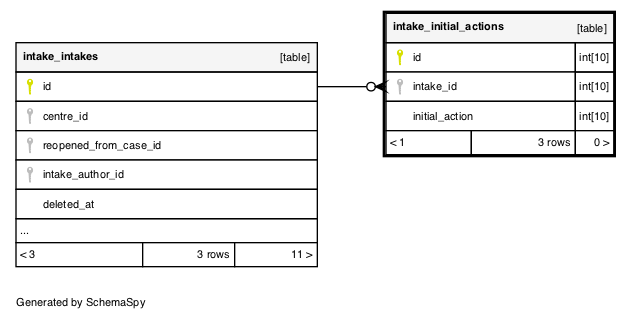 intake_intakes [table]
id
centre_id
reopened_from_case_id
intake_author_id
deleted_at
...
< 3 3 rows 11 >
intake_initial_actions [table]
id int[10]
intake_id int[10]
initial_action int[10]
< 1 3 rows 0 >
Generated by SchemaSpy